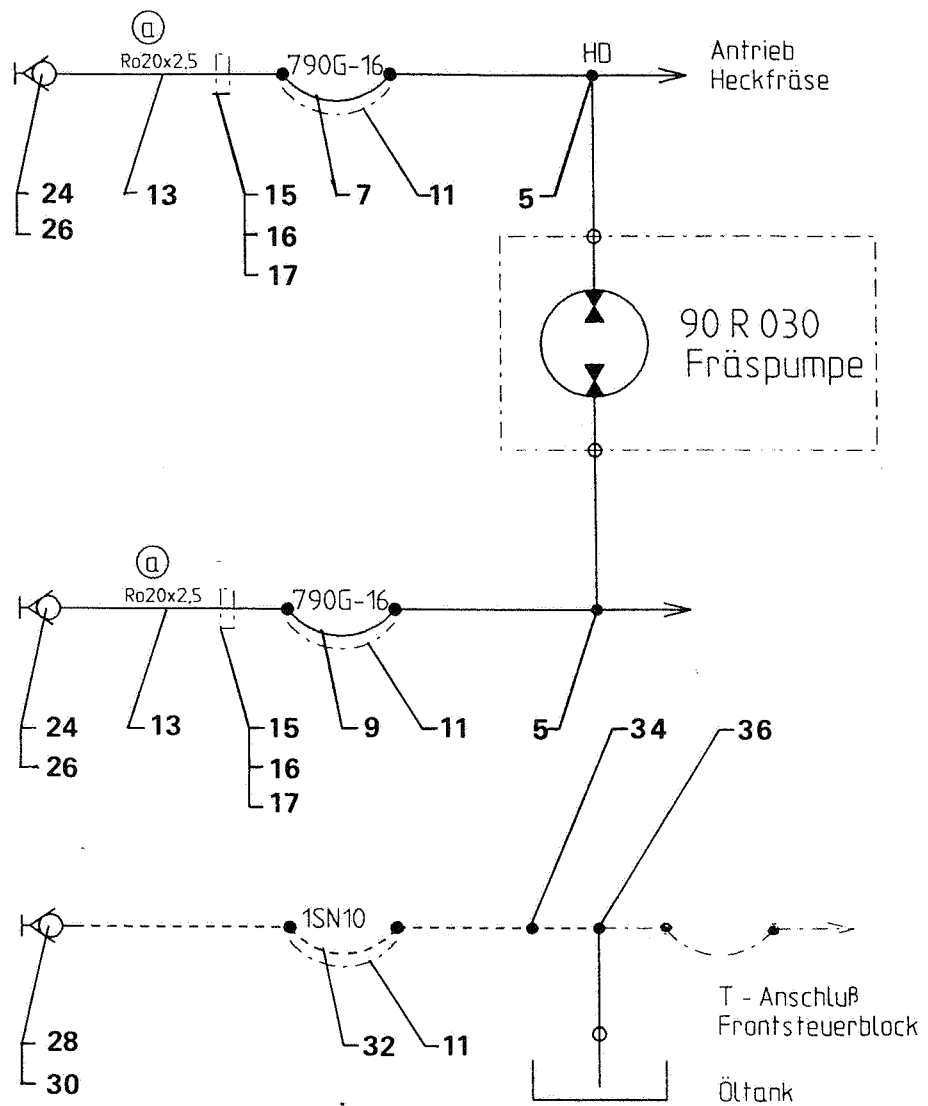 a
Ro20x2,5
790G-16
HD
Antrieb
Heckfräse
24
26
13
15
16
17
7
11
5
90 R 030
Fräspumpe
a
Ro20x2,5
790G-16
24
26
13
15
16
17
9
11
5
34
36
1SN10
28
30
32
11
T - Anschluß
Frontsteuerblock
Öltank